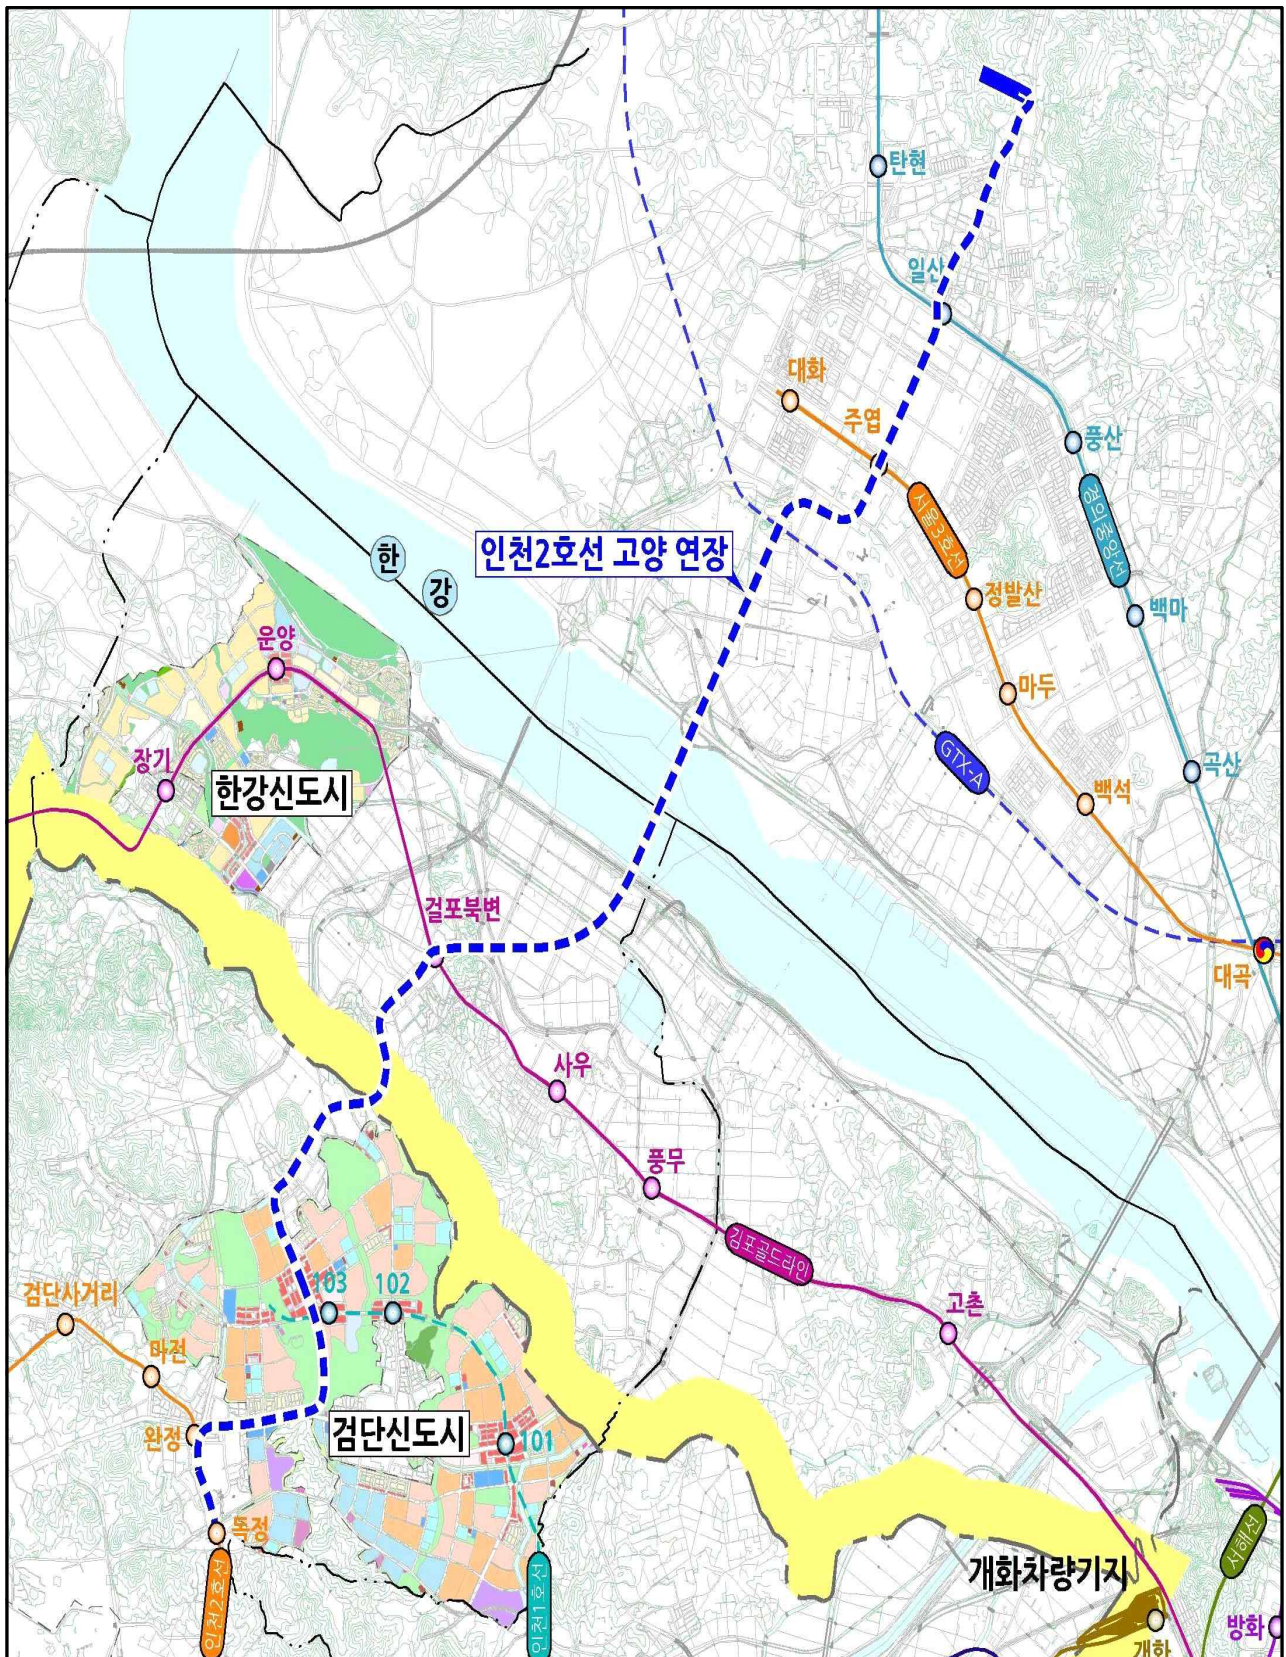 탄현
일산
대화
주엽
풍산
서울3호선
경의중앙선
인천2호선 고양 연장
한
강
정발산
백마
운양
마두
GTX-A
곡산
장기
한강신도시
백석
걸포북변
대곡
사우
풍무
김포골드라인
103
102
검단사거리
고촌
마전
완정
검단신도시
101
독정
서해선
개화차량기지
인천2호선
인천1호선
방화
개화